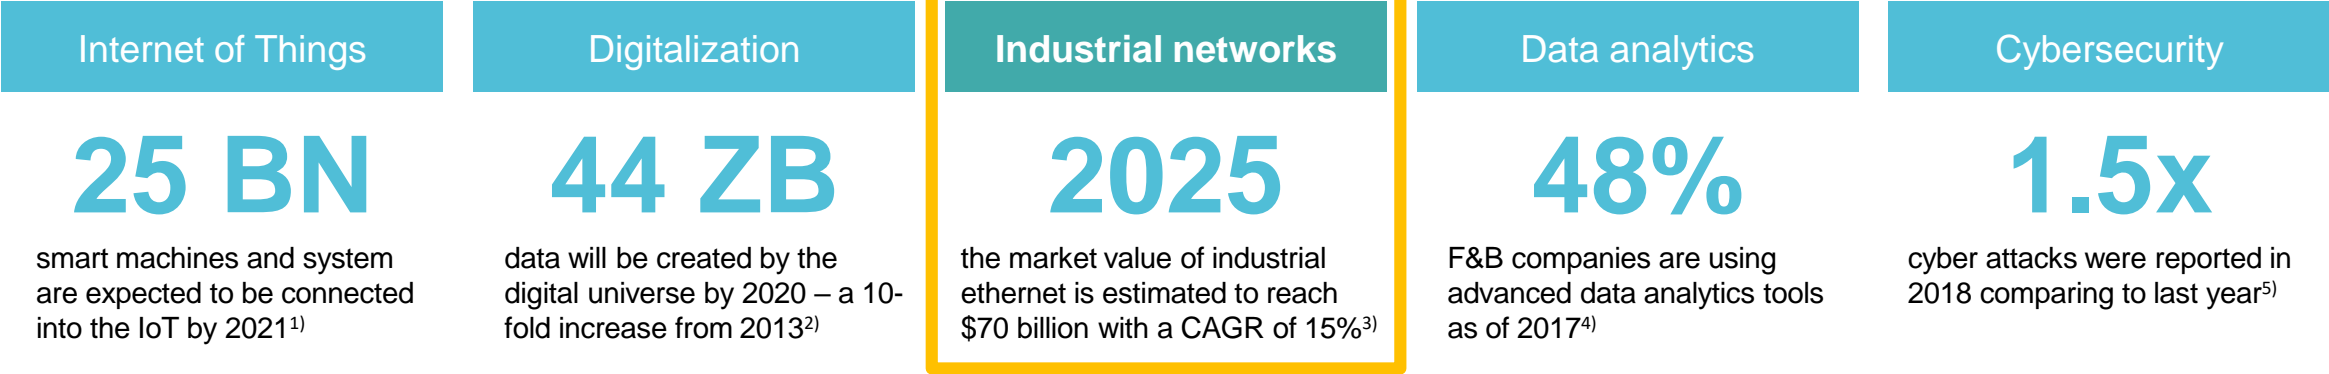 Internet of Things
25 BN
smart machines and system
are expected to be connected
into the IoT by 2021¹⁾
Digitalization
44 ZB
data will be created by the
digital universe by 2020 – a 10-
fold increase from 2013²⁾
Industrial networks
2025
the market value of industrial
ethernet is estimated to reach
$70 billion with a CAGR of 15%³⁾
Data analytics
48%
F&B companies are using
advanced data analytics tools
as of 2017⁴⁾
Cybersecurity
1.5x
cyber attacks were reported in
2018 comparing to last year⁵⁾